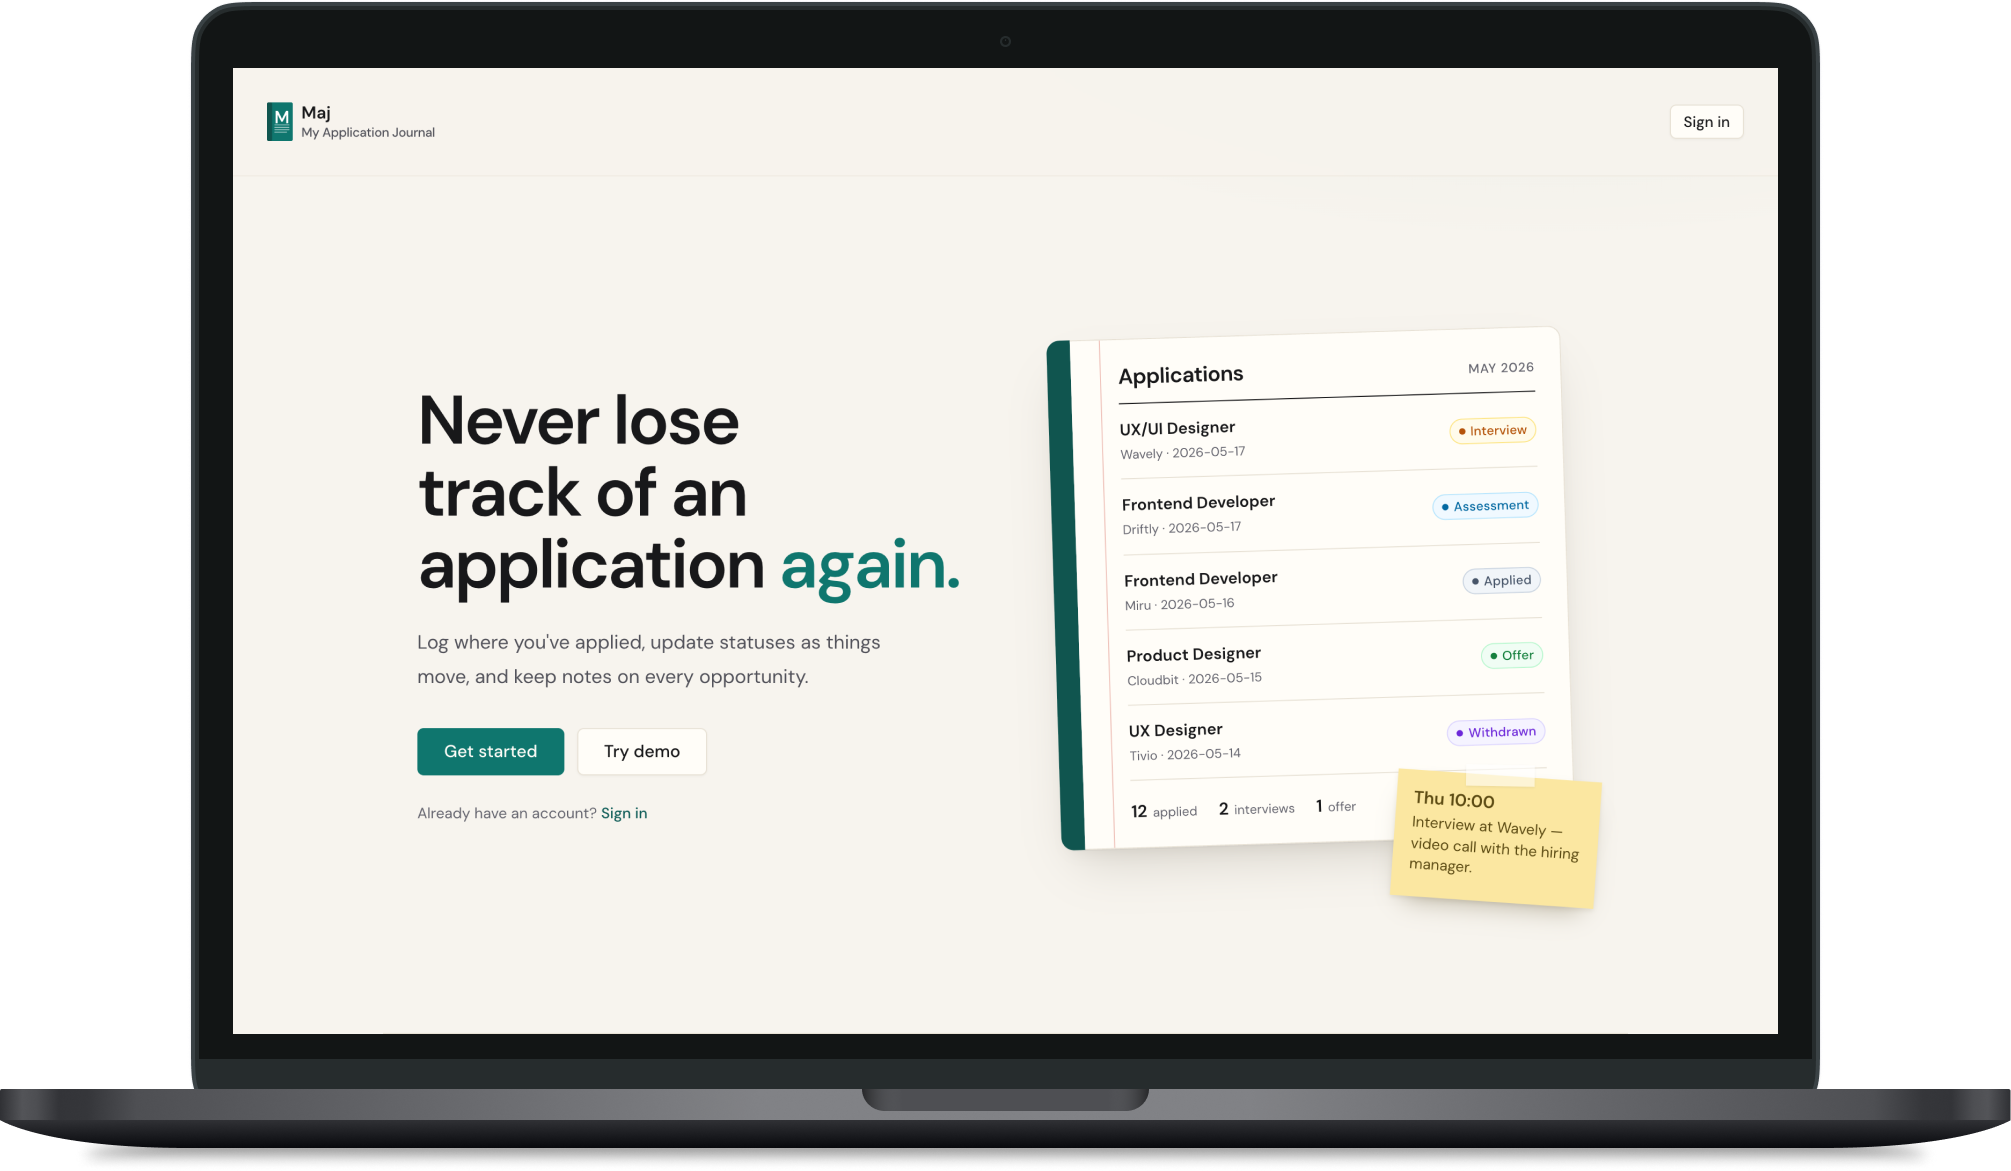 M
Maj
My Application Journal
Sign in
Never lose
track of an
application again.
Log where you've applied, update statuses as things
move, and keep notes on every opportunity.
Get started
Try demo
Already have an account? Sign in
Applications
MAY 2026
UX/UI Designer
Wavely · 2026-05-17
Interview
Frontend Developer
Driftly · 2026-05-17
Assessment
Frontend Developer
Miru · 2026-05-16
Applied
Product Designer
Cloudbit · 2026-05-15
Offer
UX Designer
Tivio · 2026-05-14
Withdrawn
12 applied 2 interviews 1 offer
Thu 10:00
Interview at Wavely —
video call with the hiring
manager.